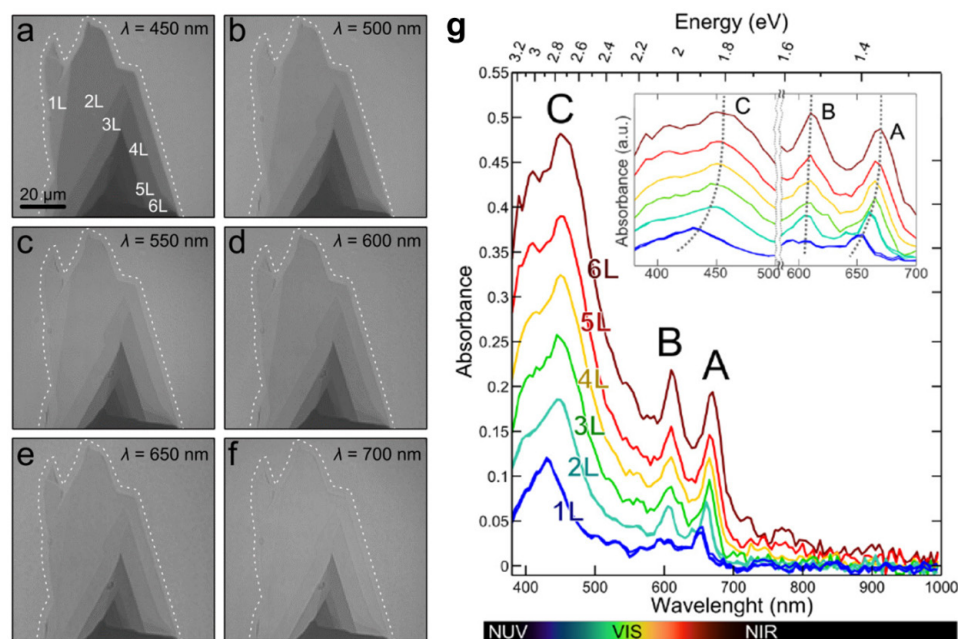 a λ = 450 nm
1L
2L
3L
4L
5L
6L
20 μm
b λ = 500 nm
c λ = 550 nm
d λ = 600 nm
e λ = 650 nm
f λ = 700 nm
g
Energy (eV)
3.2 3 2.8 2.6 2.4 2.2 2 1.8 1.6 1.4
Absorbance
0.55
0.5
0.45
0.4
0.35
0.3
0.25
0.2
0.15
0.1
0.05
0
C
B
A
6L
5L
4L
3L
2L
1L
Absorbance (a.u.)
C
B
A
400 450 500 600 650 700
400 500 600 700 800 900 1000
Wavelenght (nm)
NUV VIS NIR